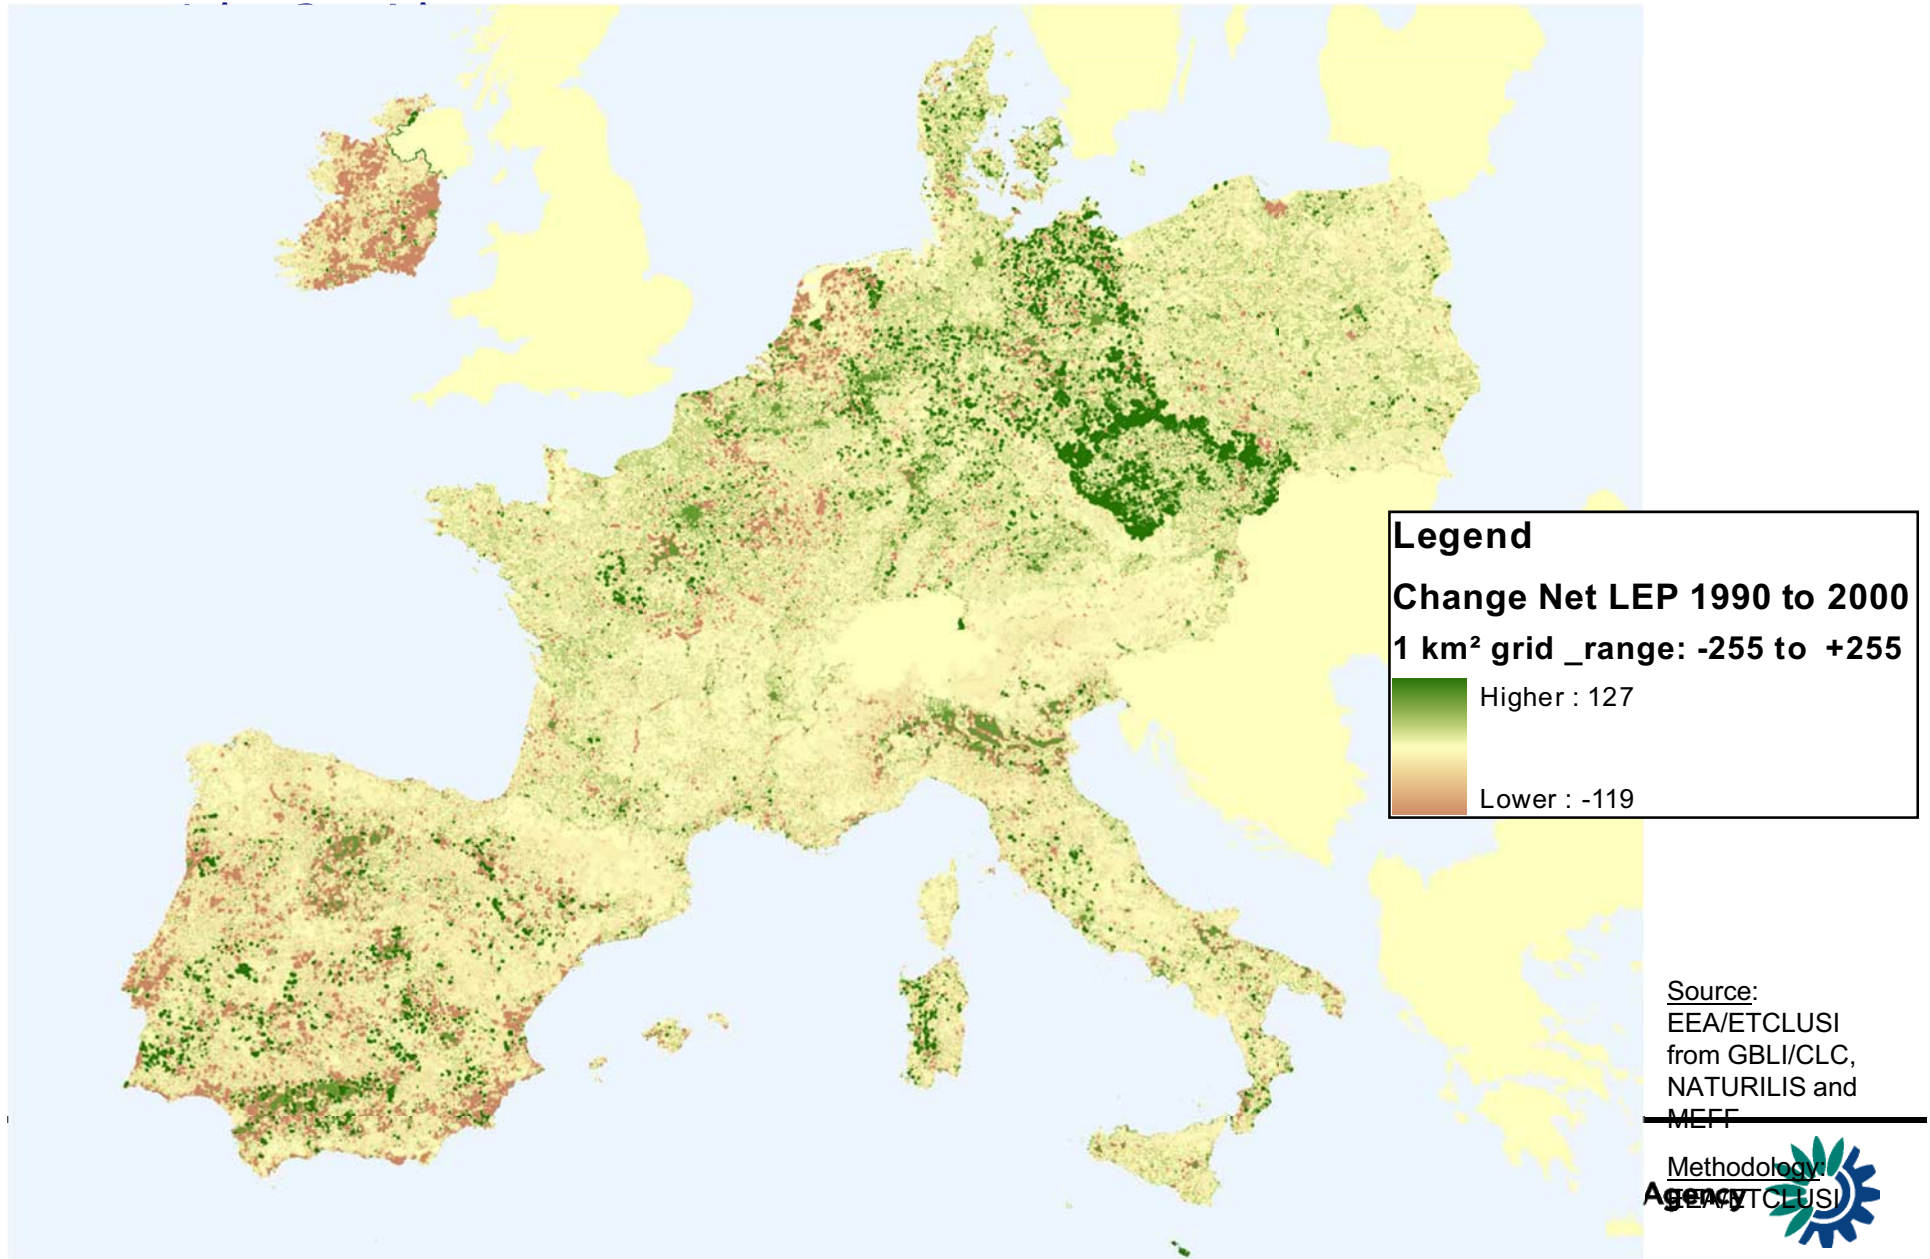 Legend
Change Net LEP 1990 to 2000
1 km² grid _range: -255 to  +255
Higher : 127
Lower : -119
Source:
EEA/ETCLUSI
from GBLI/CLC,
NATURILIS and
MEFF
Methodology:
EEA/ETCLUSI
Agency